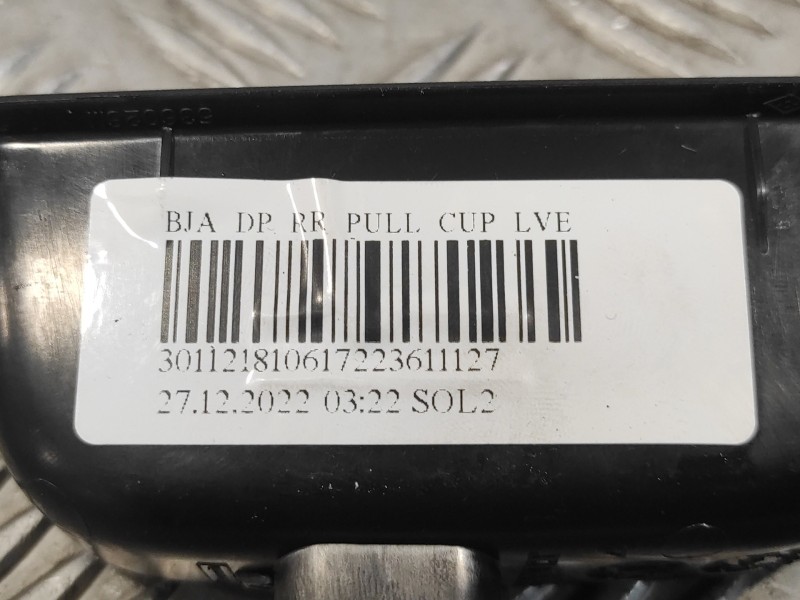 BJA DP RR PULL CUP LVE
301121810617223611127
27.12.2022 03:22 SOL2